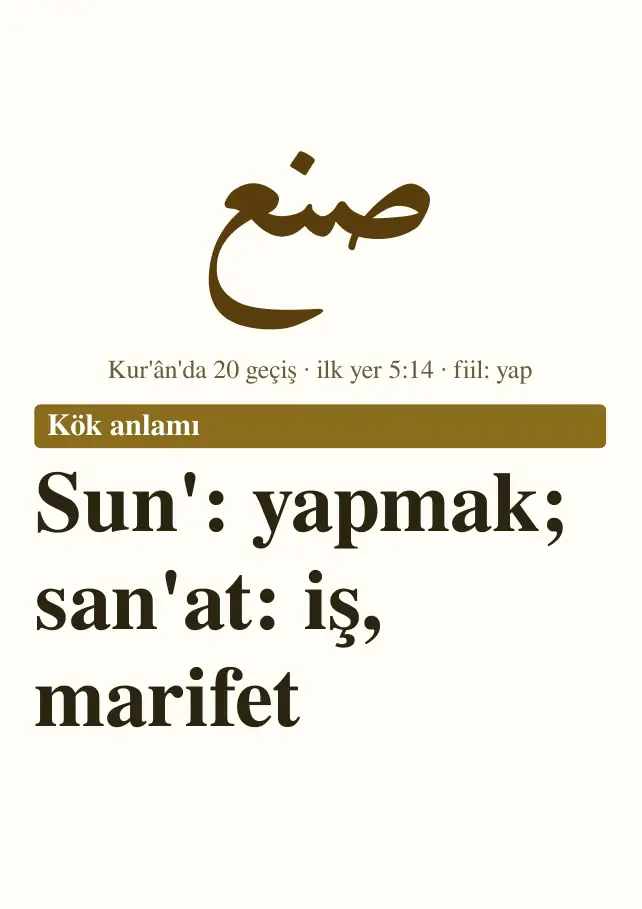 صنع
Kur'ân'da 20 geçiş · ilk yer 5:14 · fiil: yap
Kök anlamı
Sun': yapmak;
san'at: iş,
marifet